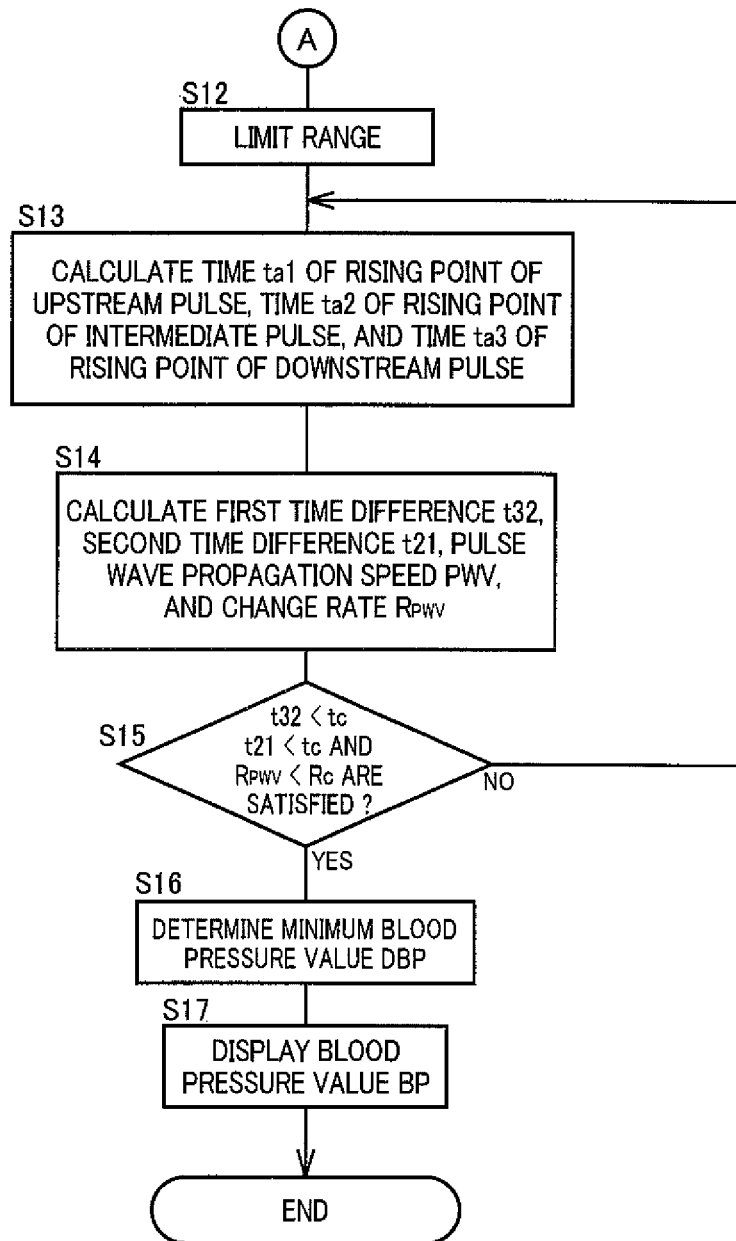 A
S12
LIMIT RANGE
S13
CALCULATE TIME ta1 OF RISING POINT OF
UPSTREAM PULSE, TIME ta2 OF RISING POINT
OF INTERMEDIATE PULSE, AND TIME ta3 OF
RISING POINT OF DOWNSTREAM PULSE
S14
CALCULATE FIRST TIME DIFFERENCE t32,
SECOND TIME DIFFERENCE t21, PULSE
WAVE PROPAGATION SPEED PWV,
AND CHANGE RATE RPWV
S15
t32 < tc
t21 < tc AND
RPWV < Rc ARE
SATISFIED ?
NO
YES
S16
DETERMINE MINIMUM BLOOD
PRESSURE VALUE DBP
S17
DISPLAY BLOOD
PRESSURE VALUE BP
END